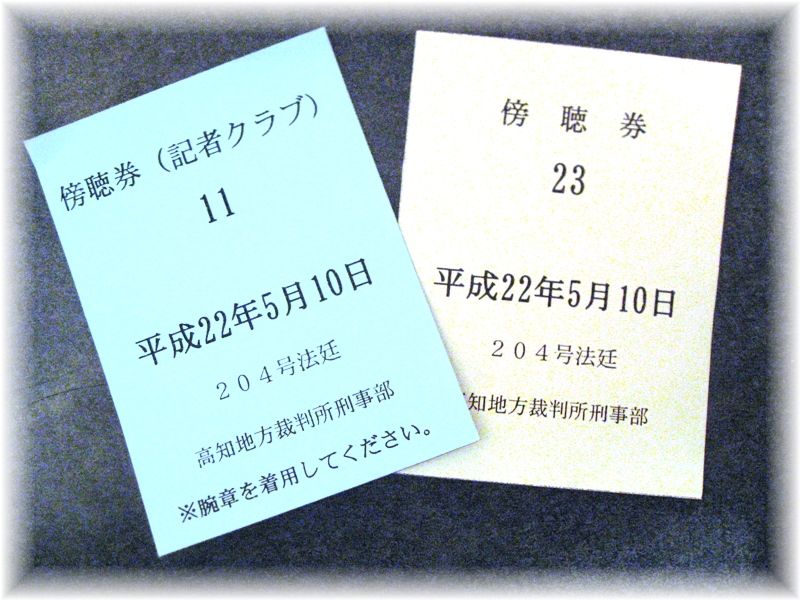 傍聴券（記者クラブ）
11
平成22年5月10日
２０４号法廷
高知地方裁判所刑事部
※腕章を着用してください。
傍　聴　券
23
平成22年5月10日
２０４号法廷
知地方裁判所刑事部